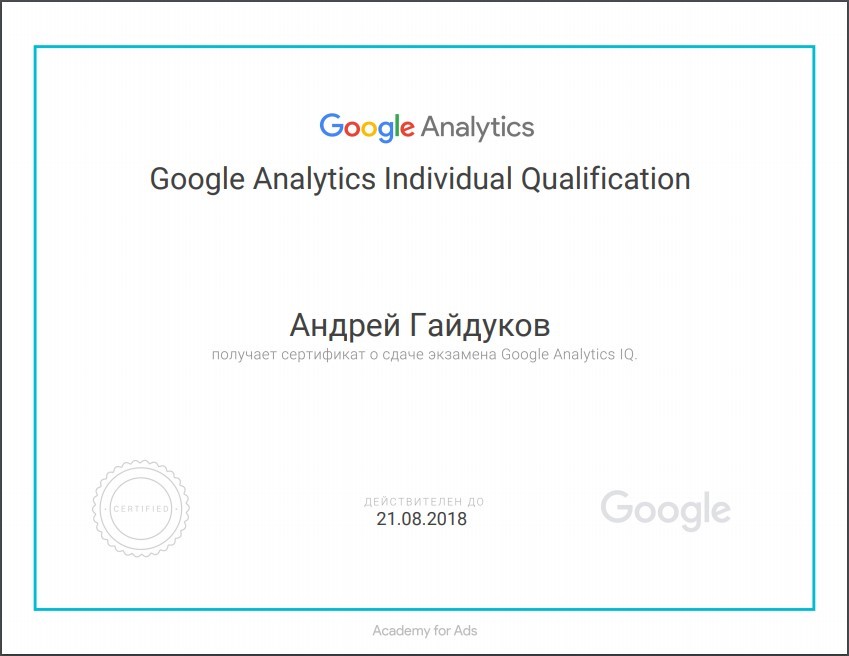 Google Analytics
Google Analytics Individual Qualification
Андрей Гайдуков
получает сертификат о сдаче экзамена Google Analytics IQ.
CERTIFIED
ДЕЙСТВИТЕЛЕН ДО
21.08.2018
Google
Academy for Ads